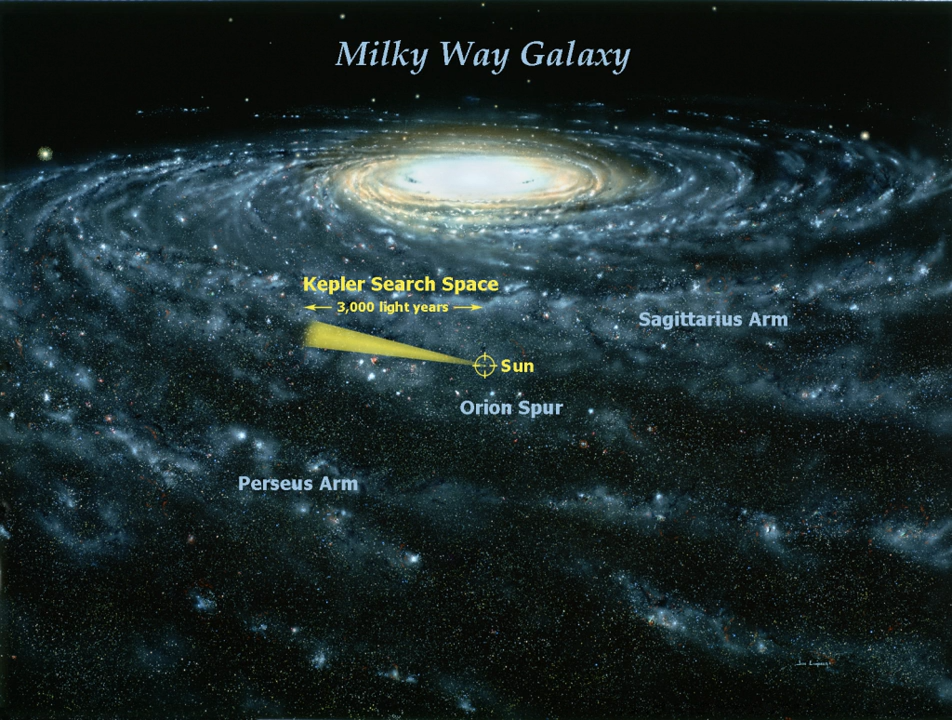 Milky Way Galaxy
Kepler Search Space
3,000 light years
Sagittarius Arm
Sun
Orion Spur
Perseus Arm